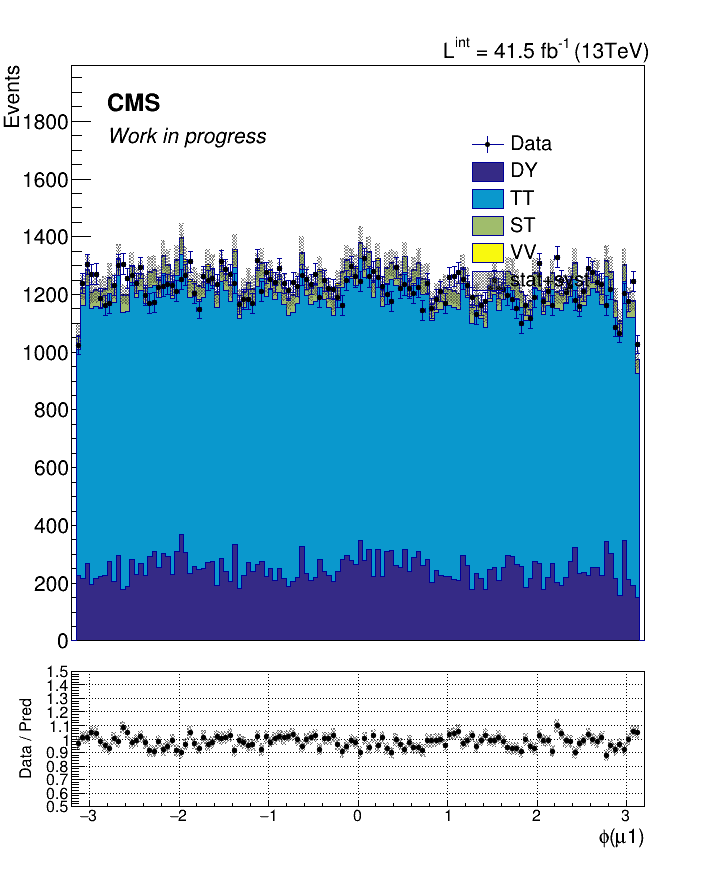 L^int = 41.5 fb^-1 (13TeV)
Events
CMS
Work in progress
Data
DY
TT
ST
VV
stat+syst
1800
1600
1400
1200
1000
800
600
400
200
0
Data / Pred
1.5
1.4
1.3
1.2
1.1
1
0.9
0.8
0.7
0.6
0.5
−3 −2 −1 0 1 2 3
ϕ(μ1)